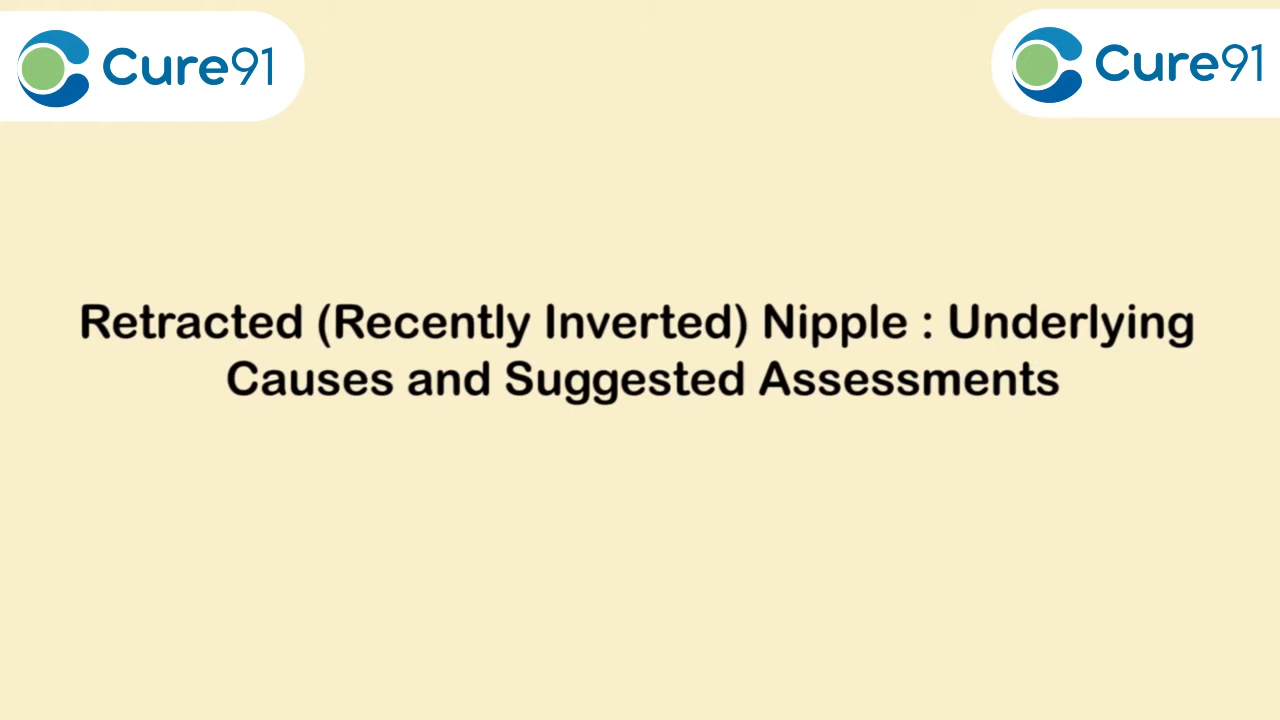 Cure91
Cure91
Retracted (Recently Inverted) Nipple : Underlying
Causes and Suggested Assessments